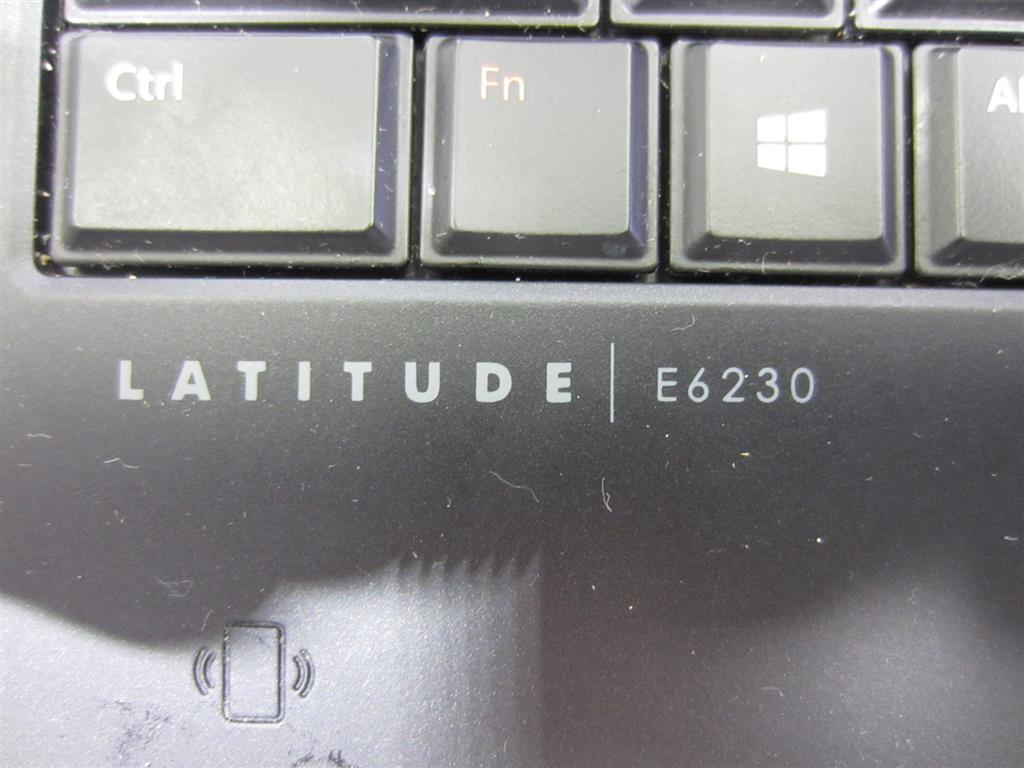 Ctrl Fn
LATITUDE | E6230